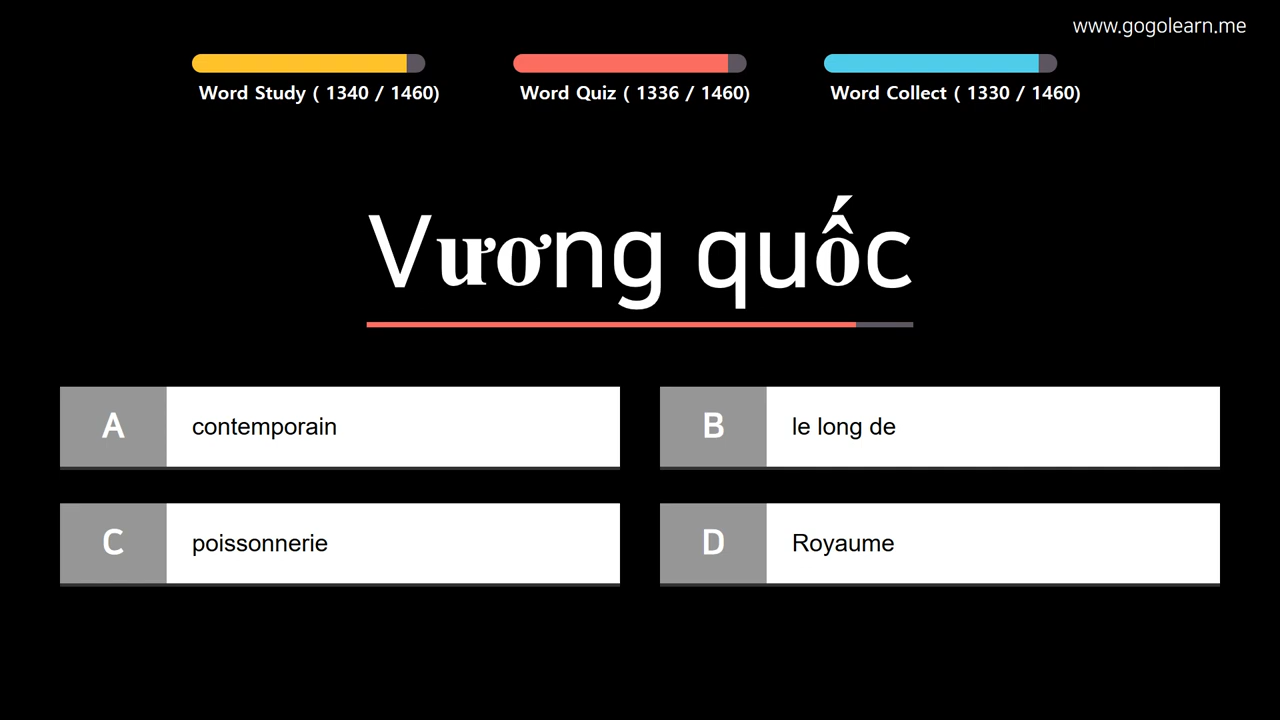 www.gogolearn.me
Word Study ( 1340 / 1460)
Word Quiz ( 1336 / 1460)
Word Collect ( 1330 / 1460)
Vương quốc
A
contemporain
B
le long de
C
poissonnerie
D
Royaume